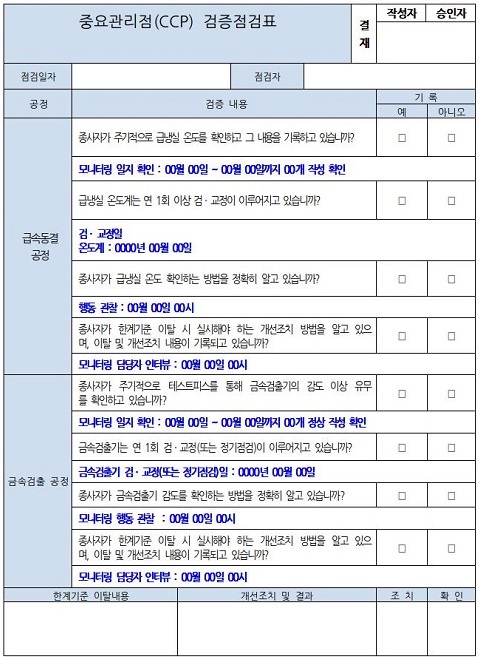 중요관리점(CCP) 검증점검표
결재
작성자
승인자
점검일자
점검자
공정
검증 내용
기 록
예
아니오
급속동결
공정
종사자가 주기적으로 급냉실 온도를 확인하고 그 내용을 기록하고 있습니까?
□
□
모니터링 일지 확인 : 00월 00일 ~ 00월 00일까지 00개 작성 확인
급냉실 온도계는 연 1회 이상 검·교정이 이루어지고 있습니까?
□
□
검· 교정일
온도계 : 0000년 00월 00일
종사자가 급냉실 온도 확인하는 방법을 정확히 알고 있습니까?
□
□
행동 관찰 : 00월 00일 00시
종사자가 한계기준 이탈 시 실시해야 하는 개선조치 방법을 알고 있으
며, 이탈 및 개선조치 내용이 기록되고 있습니까?
□
□
모니터링 담당자 인터뷰 : 00월 00일 00시
금속검출 공정
종사자가 주기적으로 테스트피스를 통해 금속검출기의 감도 이상 유무
를 확인하고 있습니까?
□
□
모니터링 일지 확인 : 00월 00일 ~ 00월 00일까지 00개 정상 작성 확인
금속검출기는 연 1회 검·교정(또는 정기점검)이 이루어지고 있습니까?
□
□
금속검출기 검·교정(또는 정기점검)일 : 0000년 00월 00일
종사자가 금속검출기 감도를 확인하는 방법을 정확히 알고 있습니까?
□
□
모니터링 행동 관찰 : 00월 00일 00시
종사자가 한계기준 이탈 시 실시해야 하는 개선조치 방법을 알고 있으
며, 이탈 및 개선조치 내용이 기록되고 있습니까?
□
□
모니터링 담당자 인터뷰 : 00월 00일 00시
한계기준 이탈내용
개선조치 및 결과
조 치
확 인